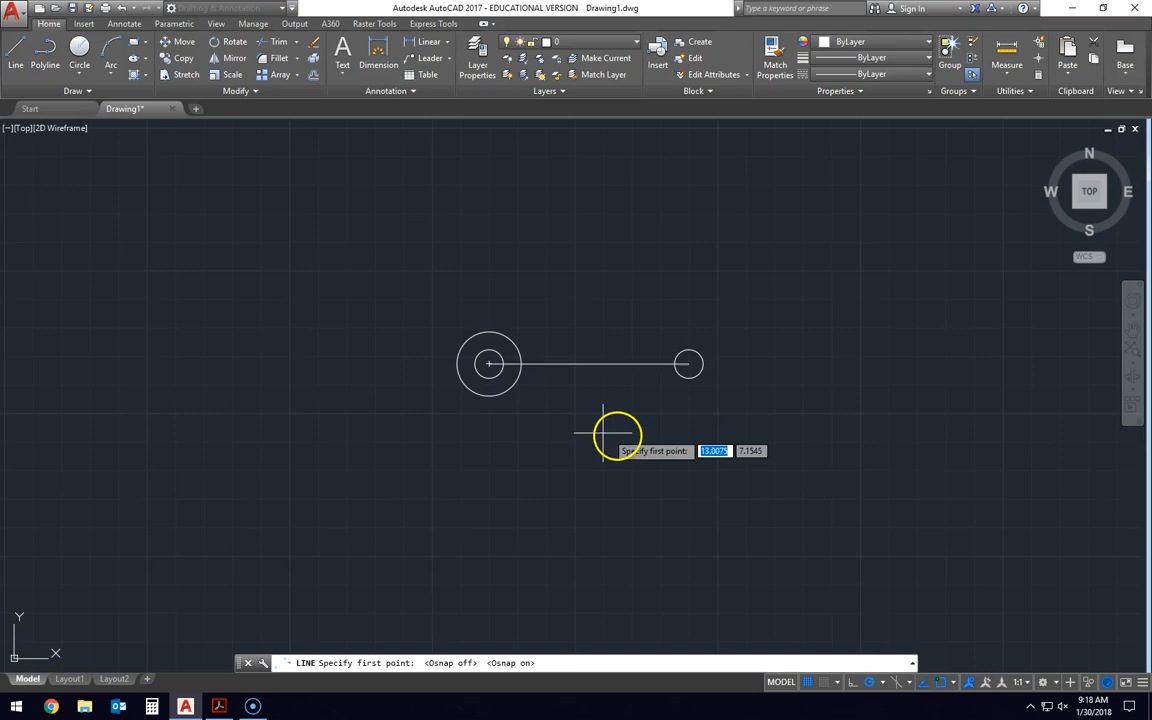 Autodesk AutoCAD 2017 - EDUCATIONAL VERSION Drawing1.dwg
Drafting & Annotation
Type a keyword or phrase
Sign In
Home Insert Annotate Parametric View Manage Output A360 Raster Tools Express Tools
Line Polyline Circle Arc
Move Rotate Trim
Copy Mirror Fillet
Stretch Scale Array
Text Dimension
Linear
Leader
Table
Layer Properties
0
Make Current
Match Layer
Insert
Create
Edit
Edit Attributes
Match Properties
ByLayer
ByLayer
ByLayer
Group
Measure
Paste
Base
Draw Modify Annotation Layers Block Properties Groups Utilities Clipboard View
Start Drawing1*
[−][Top][2D Wireframe]
N
W TOP E
S
WCS
Specify first point: 13.0075 7.1545
Y
X
LINE Specify first point: <Osnap off> <Osnap on>
Model Layout1 Layout2
MODEL 1:1
9:18 AM
1/30/2018